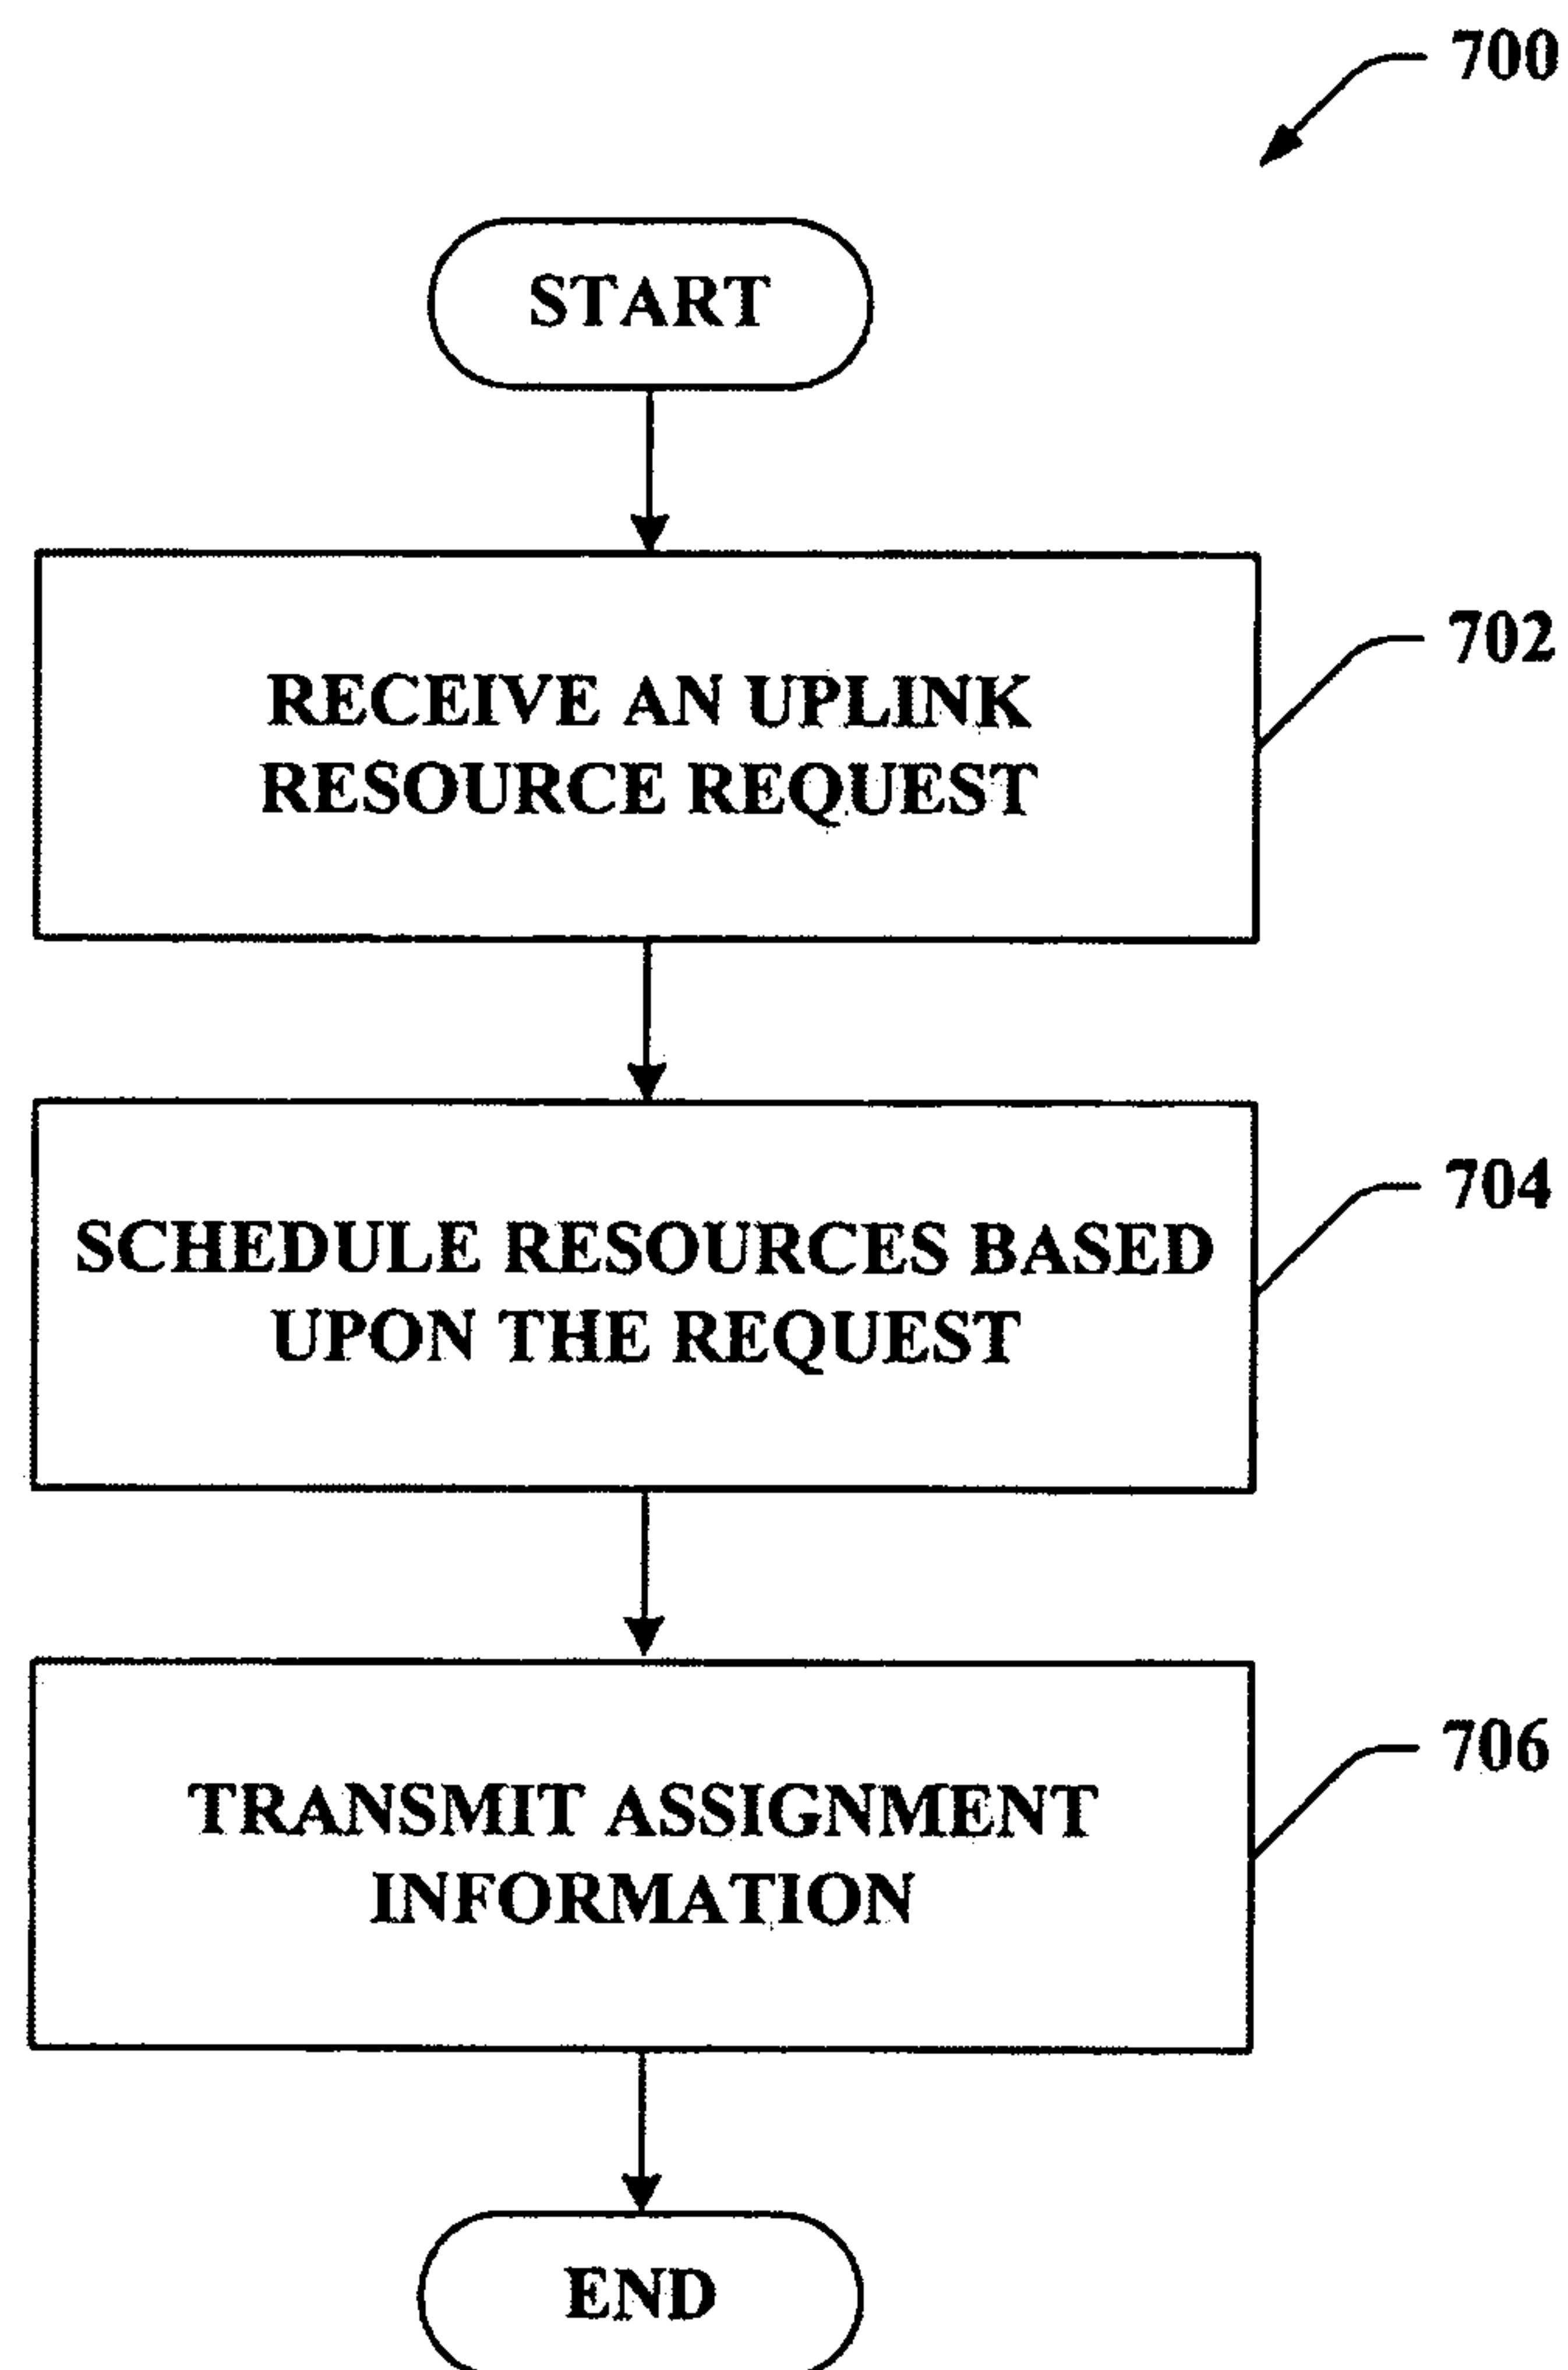 700
START
RECEIVE AN UPLINK
RESOURCE REQUEST
702
SCHEDULE RESOURCES BASED
UPON THE REQUEST
704
TRANSMIT ASSIGNMENT
INFORMATION
706
END